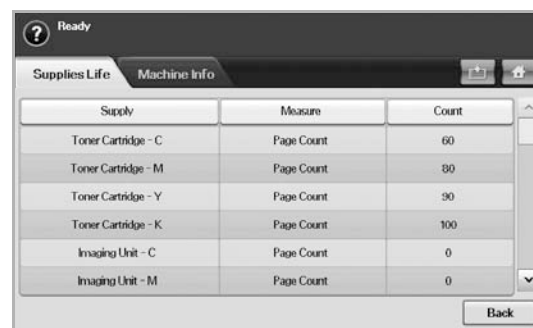 ? Ready
Supplies Life Machine Info
Supply Measure Count
Toner Cartridge - C Page Count 60
Toner Cartridge - M Page Count 80
Toner Cartridge - Y Page Count 90
Toner Cartridge - K Page Count 100
Imaging Unit - C Page Count 0
Imaging Unit - M Page Count 0
Back